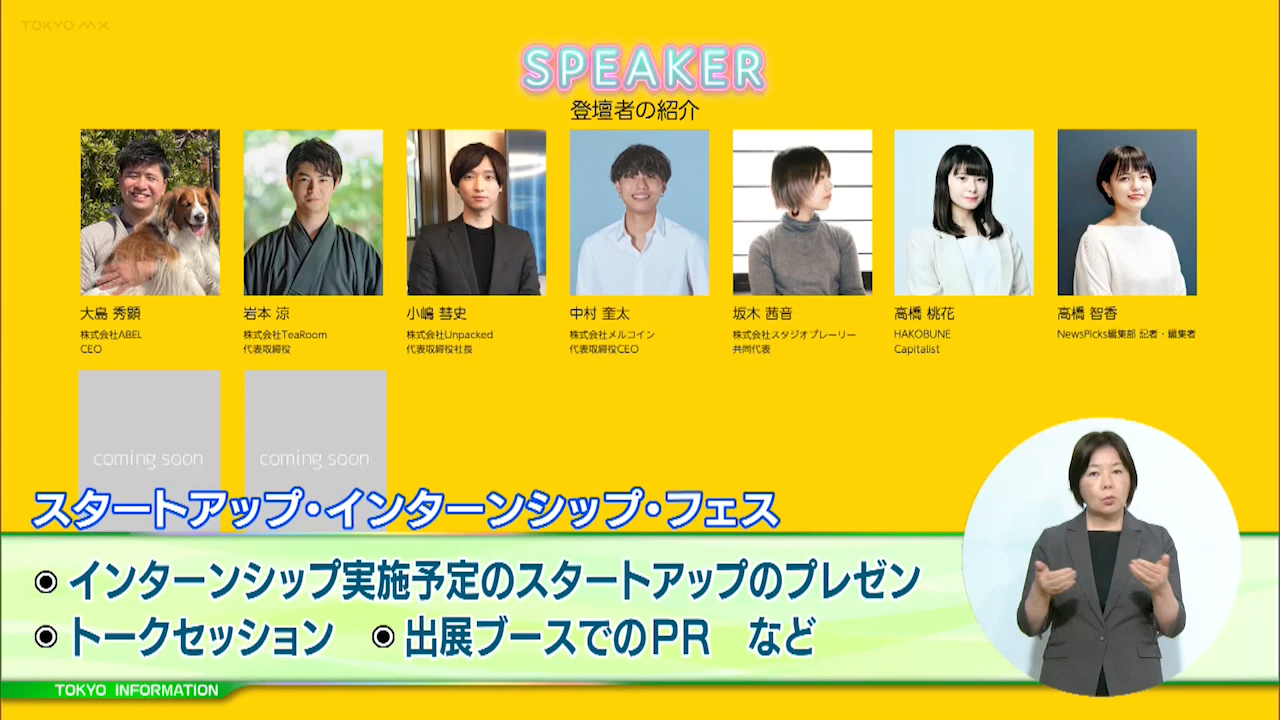 TOKYO MX
SPEAKER
登壇者の紹介
大島 秀顕
株式会社ABEL
CEO
岩本 涼
株式会社TeaRoom
代表取締役
小嶋 彗史
株式会社Unpacked
代表取締役社長
中村 奎太
株式会社メルコイン
代表取締役CEO
坂木 茜音
株式会社スタジオプレーリー
共同代表
高橋 桃花
HAKOBUNE
Capitalist
高橋 智香
NewsPicks編集部 記者・編集者
coming soon
coming soon
スタートアップ・インターンシップ・フェス
◉ インターンシップ実施予定のスタートアップのプレゼン
◉ トークセッション ◉ 出展ブースでのPR など
TOKYO INFORMATION